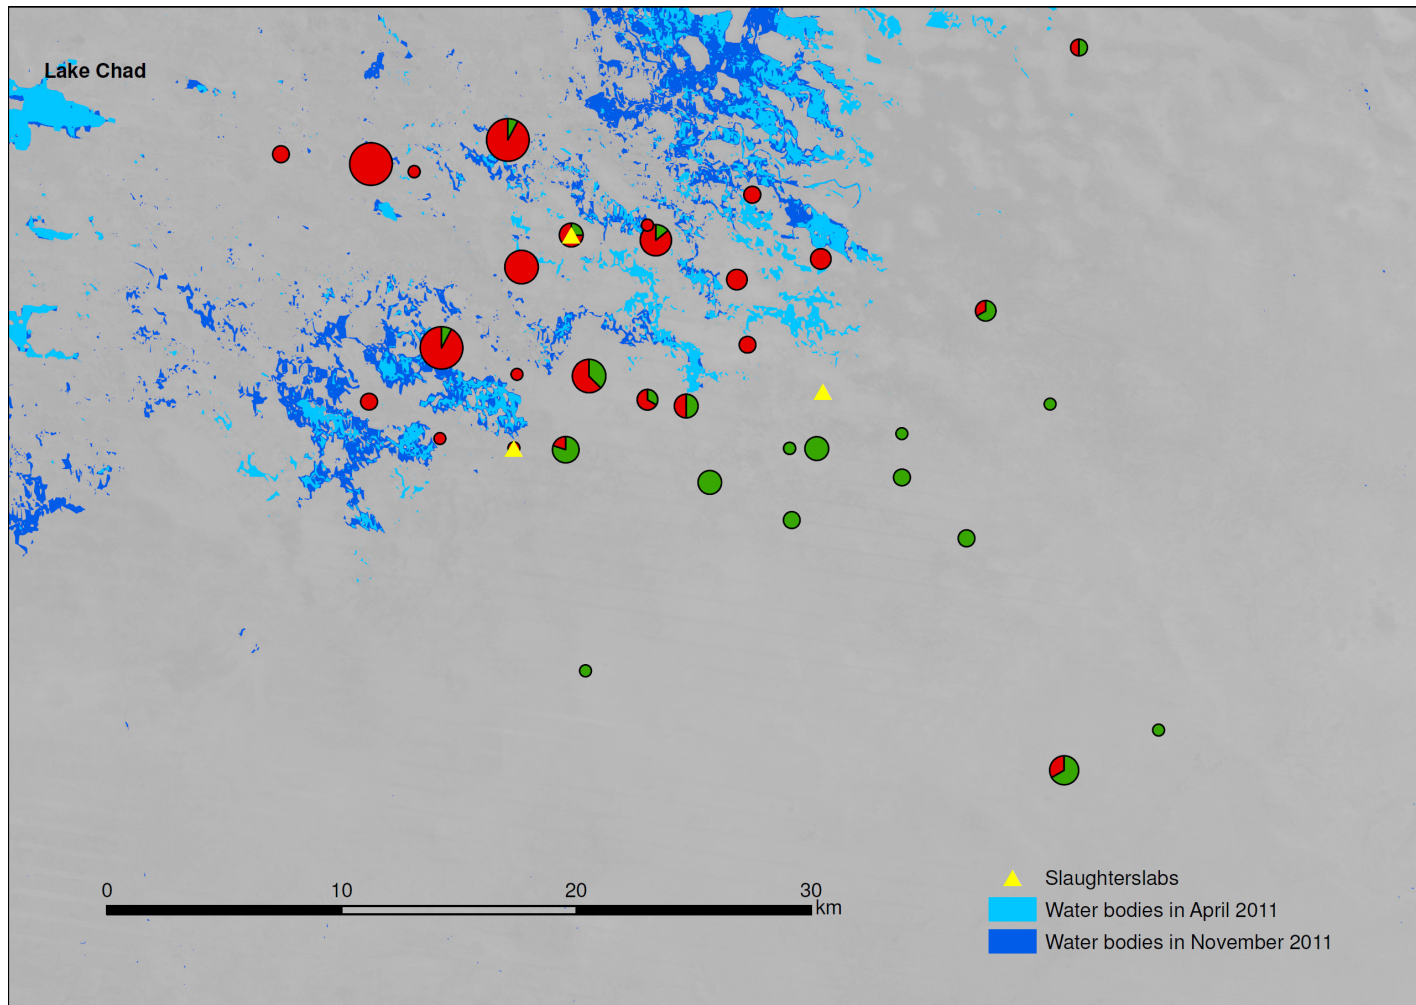 Lake Chad
0 10 20 30
km
Slaughterslabs
Water bodies in April 2011
Water bodies in November 2011